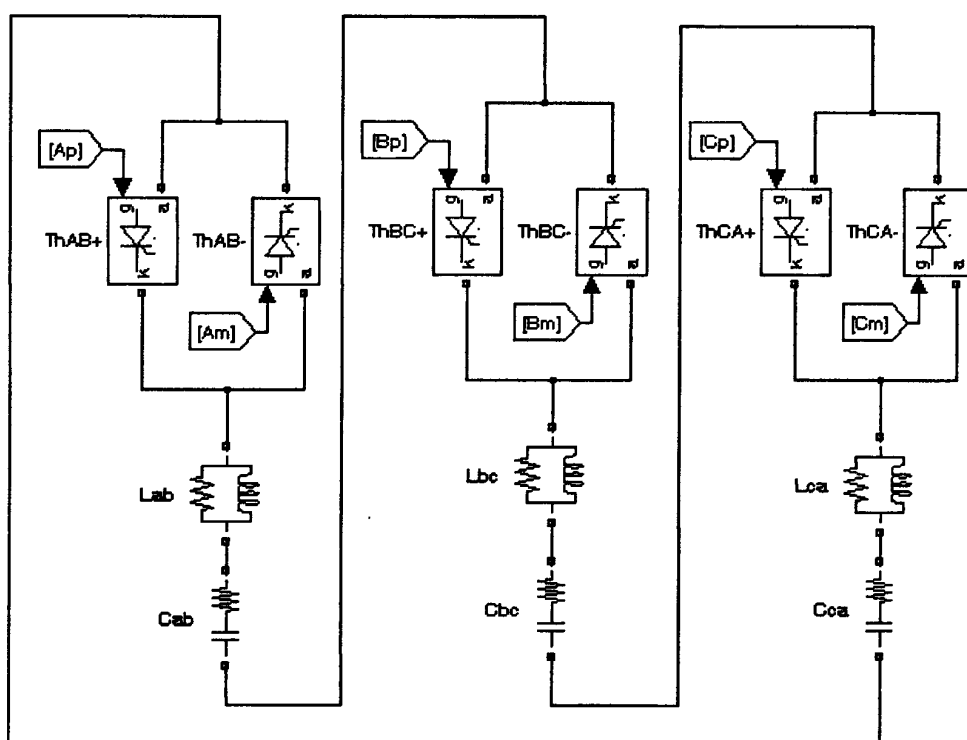 [Ap]
[Bp]
[Cp]
g
a
k
g
a
k
g
a
k
ThAB+
ThAB-
ThBC+
ThBC-
ThCA+
ThCA-
k
g
a
k
g
a
k
g
a
[Am]
[Bm]
[Cm]
Lab
Lbc
Lca
Cab
Cbc
Cca